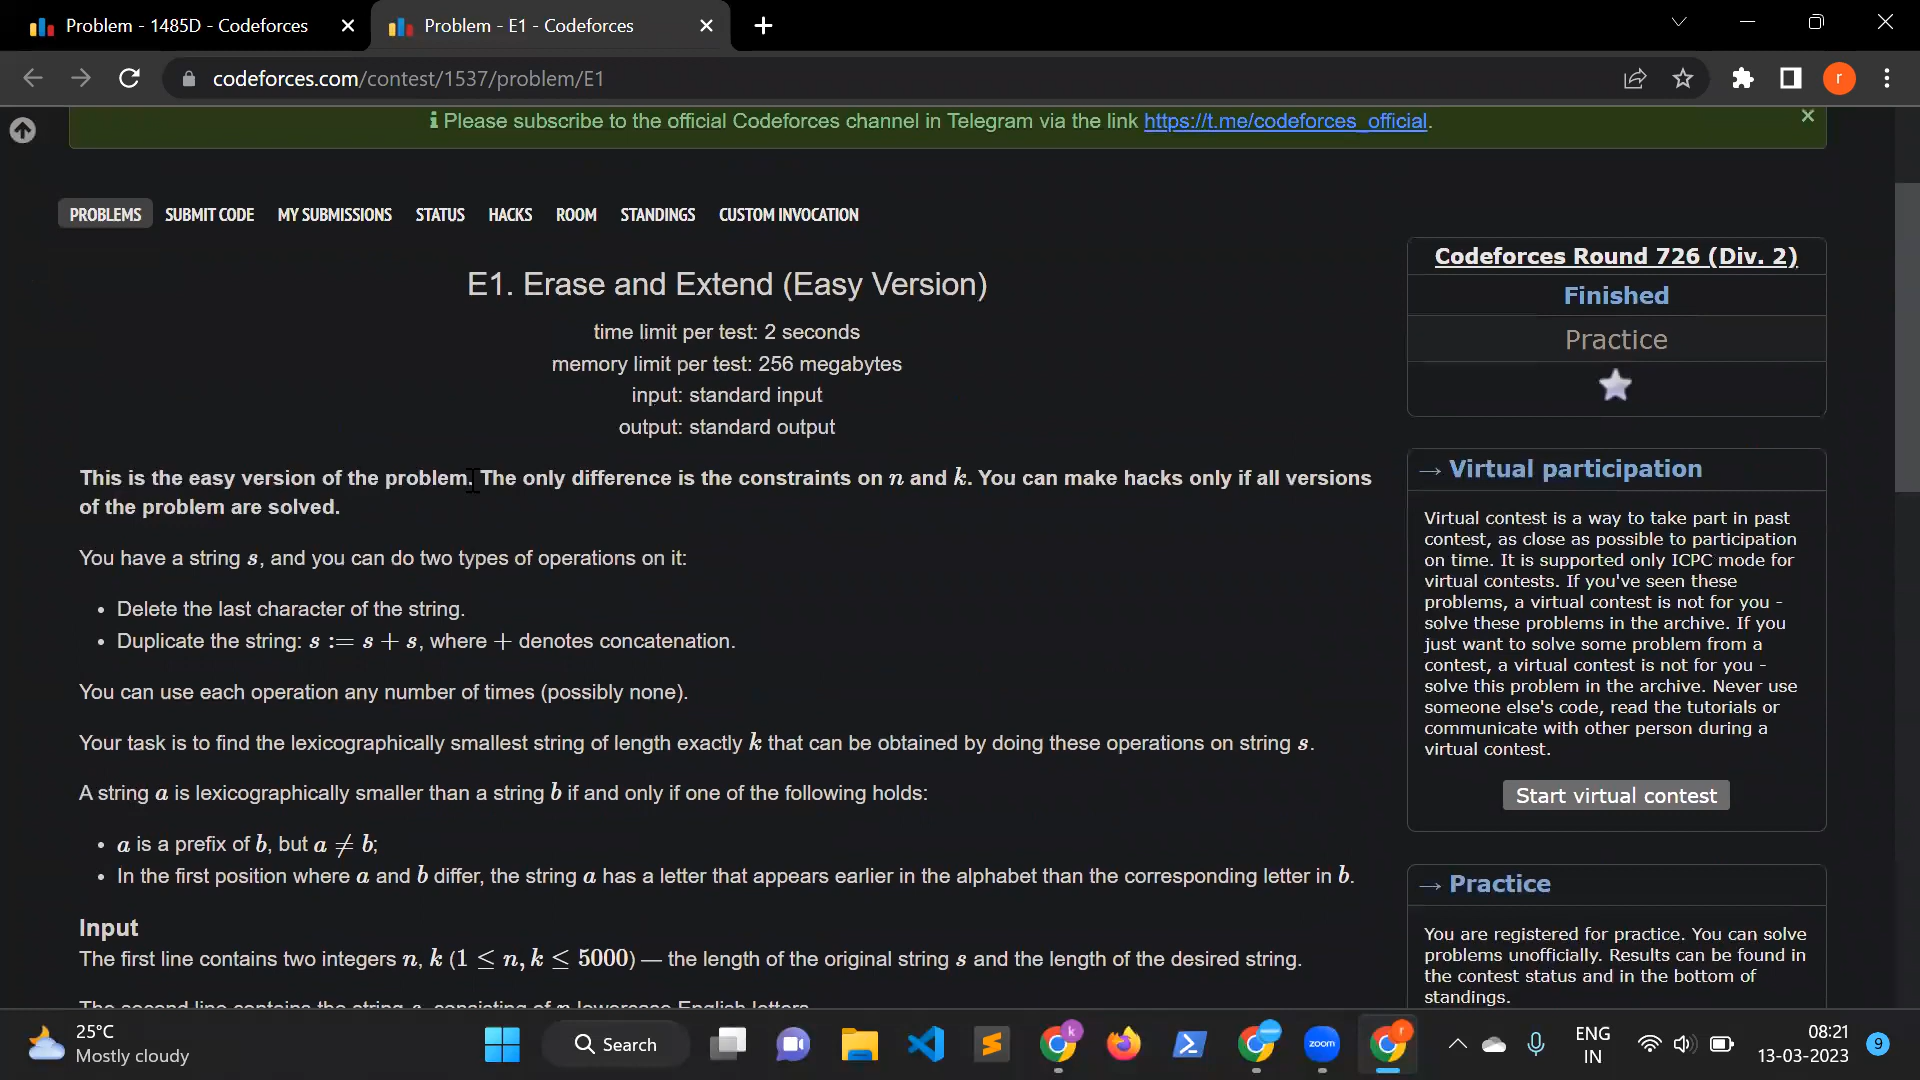 Problem - 1485D - Codeforces
Problem - E1 - Codeforces
codeforces.com/contest/1537/problem/E1
r
Please subscribe to the official Codeforces channel in Telegram via the link https://t.me/codeforces_official.
PROBLEMS SUBMIT CODE MY SUBMISSIONS STATUS HACKS ROOM STANDINGS CUSTOM INVOCATION
E1. Erase and Extend (Easy Version)
time limit per test: 2 seconds
memory limit per test: 256 megabytes
input: standard input
output: standard output
This is the easy version of the problem. The only difference is the constraints on n and k. You can make hacks only if all versions
of the problem are solved.
You have a string s, and you can do two types of operations on it:
• Delete the last character of the string.
• Duplicate the string: s := s + s, where + denotes concatenation.
You can use each operation any number of times (possibly none).
Your task is to find the lexicographically smallest string of length exactly k that can be obtained by doing these operations on string s.
A string a is lexicographically smaller than a string b if and only if one of the following holds:
• a is a prefix of b, but a ≠ b;
• In the first position where a and b differ, the string a has a letter that appears earlier in the alphabet than the corresponding letter in b.
Input
The first line contains two integers n, k (1 ≤ n, k ≤ 5000) — the length of the original string s and the length of the desired string.
The second line contains the string s, consisting of n lowercase English letters.
Codeforces Round 726 (Div. 2)
Finished
Practice
→ Virtual participation
Virtual contest is a way to take part in past
contest, as close as possible to participation
on time. It is supported only ICPC mode for
virtual contests. If you've seen these
problems, a virtual contest is not for you -
solve these problems in the archive. If you
just want to solve some problem from a
contest, a virtual contest is not for you -
solve this problem in the archive. Never use
someone else's code, read the tutorials or
communicate with other person during a
virtual contest.
Start virtual contest
→ Practice
You are registered for practice. You can solve
problems unofficially. Results can be found in
the contest status and in the bottom of
standings.
25°C
Mostly cloudy
Search
k
zoom
r
ENG
IN
08:21
13-03-2023
9